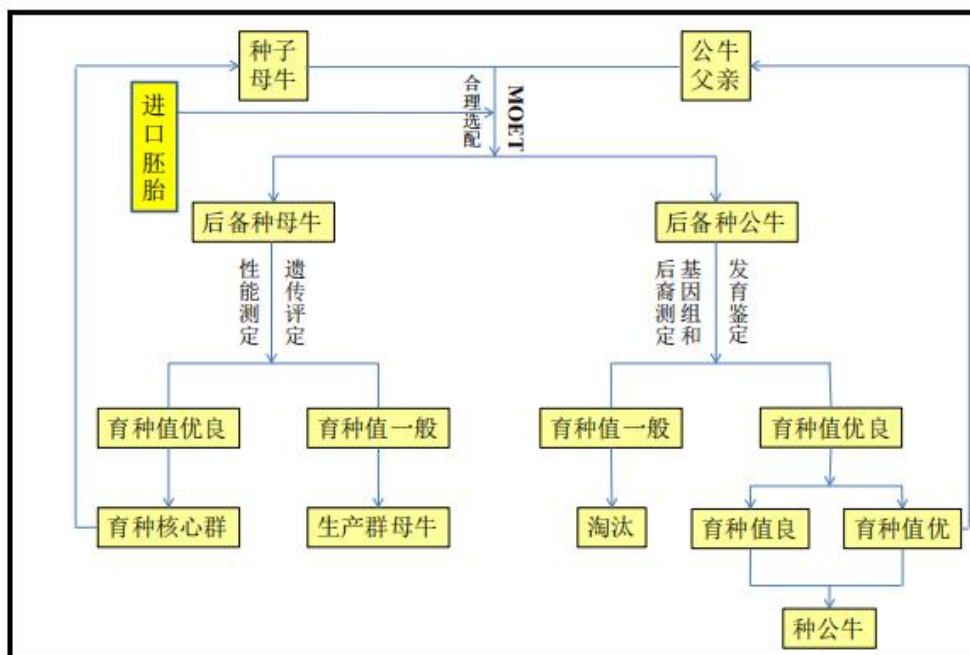 种子
母牛
公牛
父亲
进口胚胎
合理选配
MOET
后备种母牛
后备种公牛
性能测定
遗传评定
后裔测定
基因组和
发育鉴定
育种值优良
育种值一般
育种值一般
育种值优良
育种核心群
生产群母牛
淘汰
育种值良
育种值优
种公牛